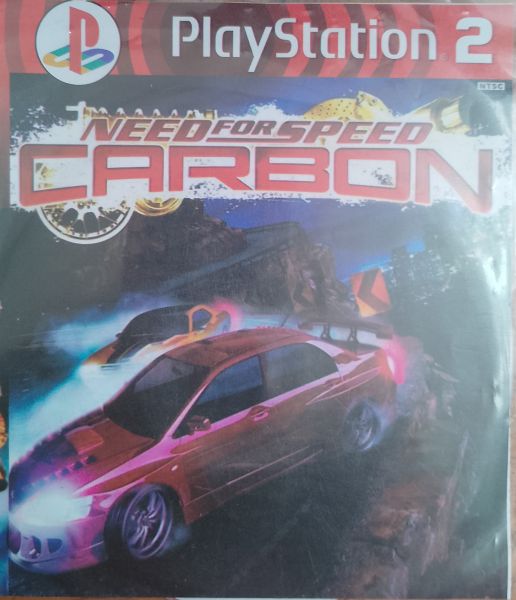 PlayStation 2
NTSC
NEED FOR SPEED
CARBON